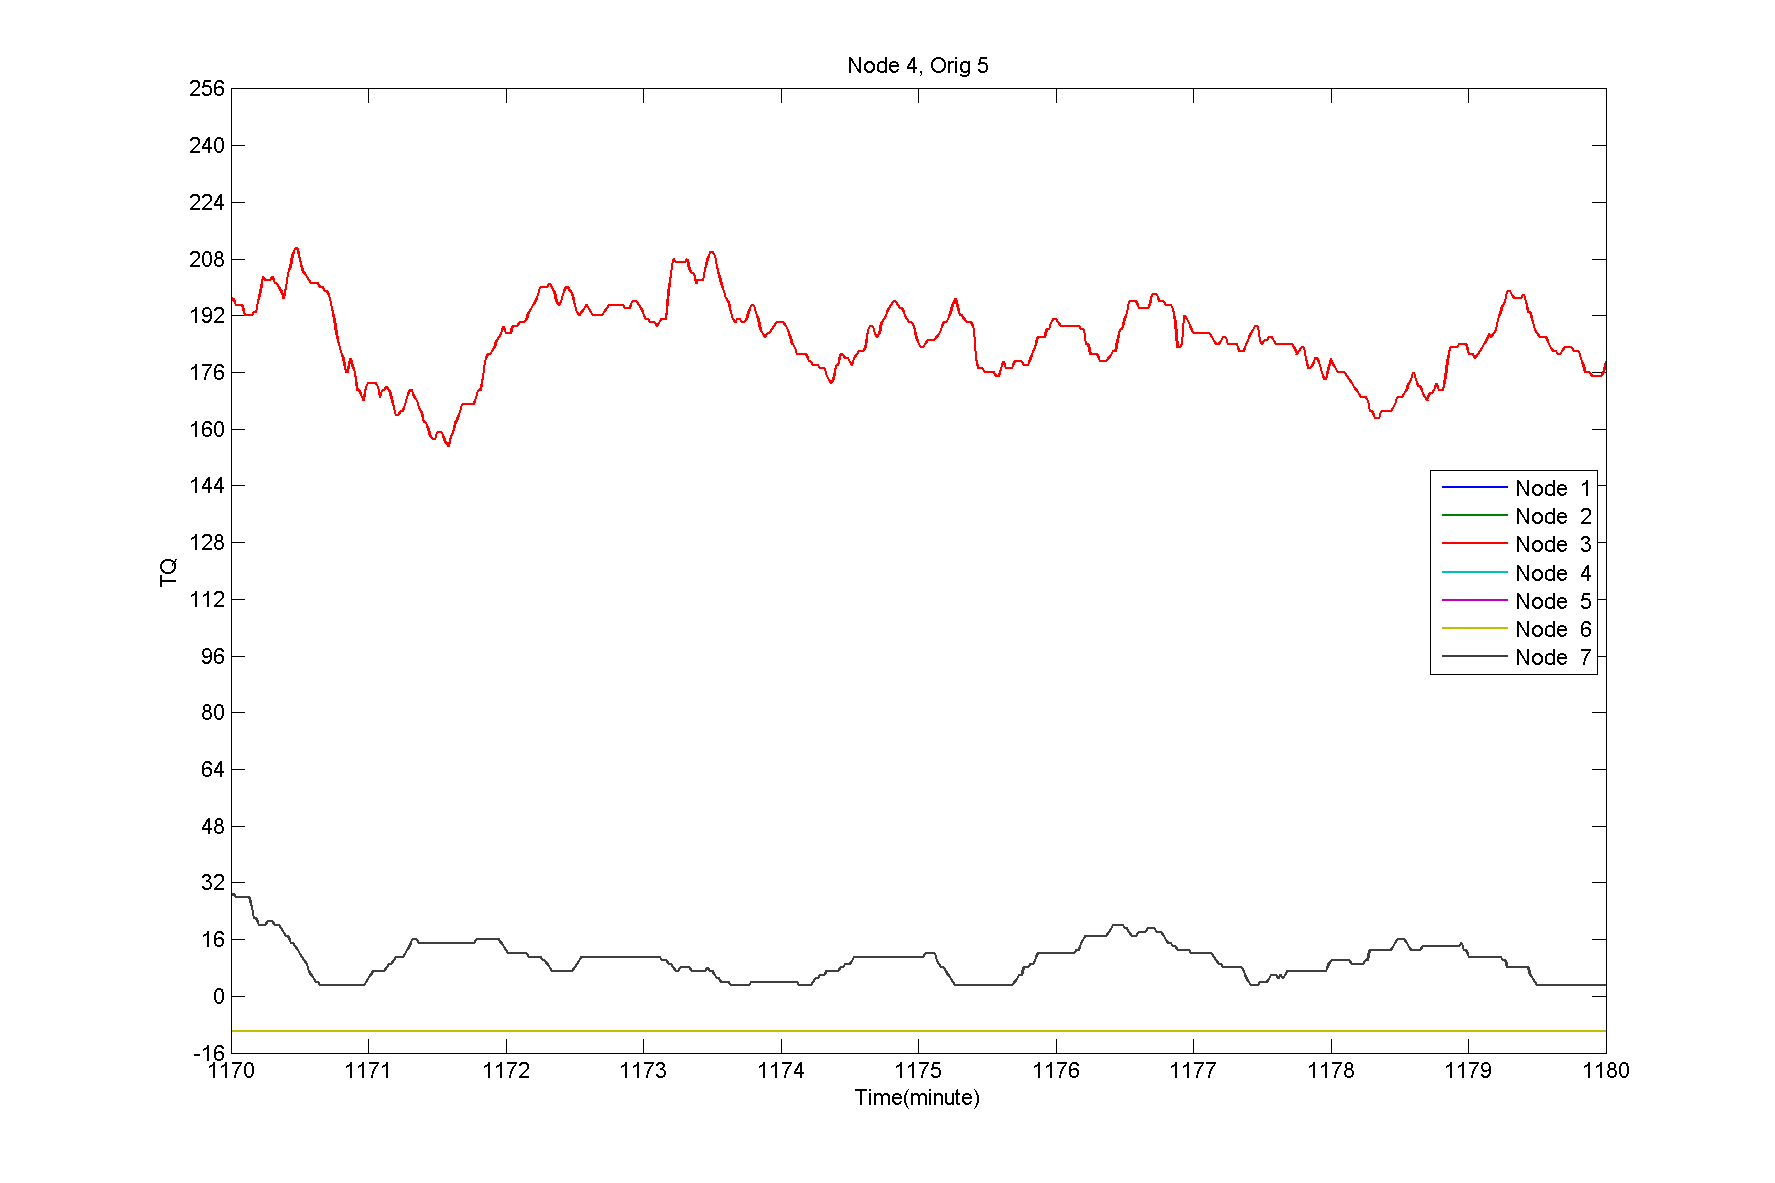 Node 4, Orig 5
256
240
224
208
192
176
160
144
128
112
96
80
64
48
32
16
0
-16
TQ
Node 1
Node 2
Node 3
Node 4
Node 5
Node 6
Node 7
1170 1171 1172 1173 1174 1175 1176 1177 1178 1179 1180
Time(minute)